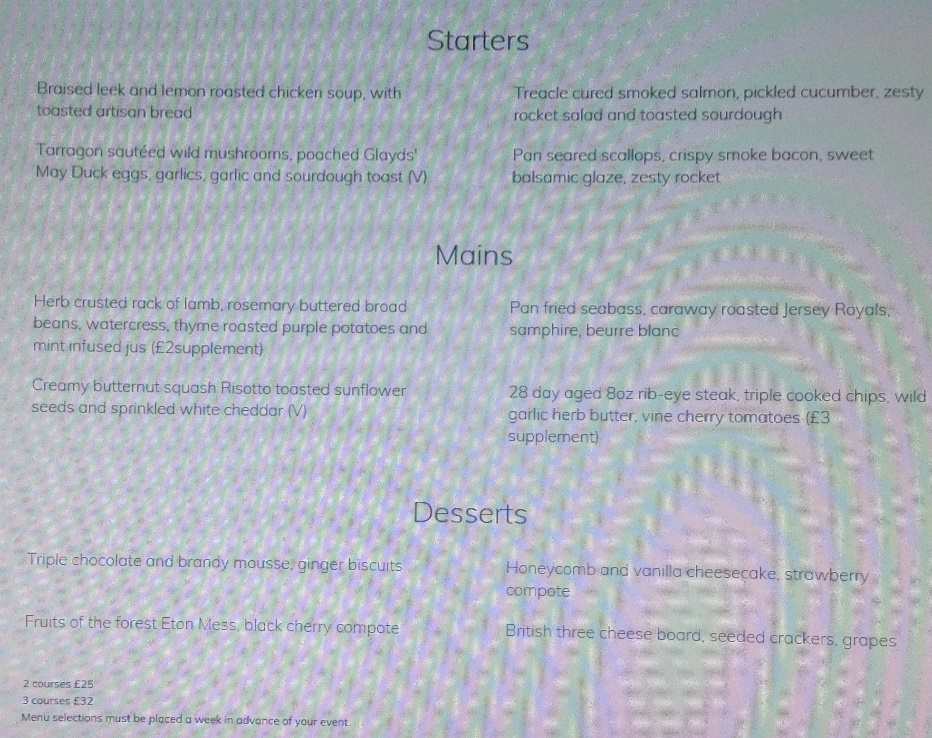 Starters
Braised leek and lemon roasted chicken soup, with
toasted artisan bread
Treacle cured smoked salmon, pickled cucumber, zesty
rocket salad and toasted sourdough
Tarragon sautéed wild mushrooms, poached Glayds'
May Duck eggs, garlics, garlic and sourdough toast (V)
Pan seared scallops, crispy smoke bacon, sweet
balsamic glaze, zesty rocket
Mains
Herb crusted rack of lamb, rosemary buttered broad
beans, watercress, thyme roasted purple potatoes and
mint infused jus (£2supplement)
Pan fried seabass, caraway roasted Jersey Royals,
samphire, beurre blanc
Creamy butternut squash Risotto toasted sunflower
seeds and sprinkled white cheddar (V)
28 day aged 8oz rib-eye steak, triple cooked chips, wild
garlic herb butter, vine cherry tomatoes (£3
supplement)
Desserts
Triple chocolate and brandy mousse, ginger biscuits
Honeycomb and vanilla cheesecake, strawberry
compote
Fruits of the forest Eton Mess, black cherry compote
British three cheese board, seeded crackers, grapes
2 courses £25
3 courses £32
Menu selections must be placed a week in advance of your event.